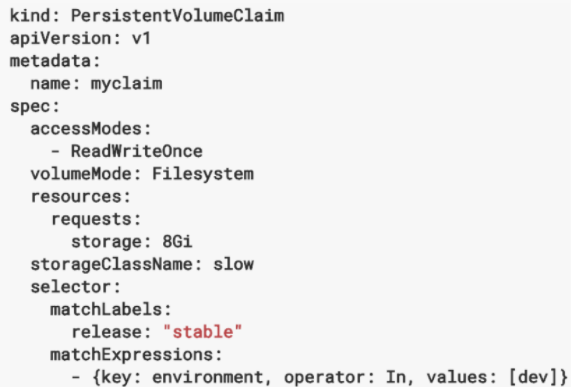 kind: PersistentVolumeClaim
apiVersion: v1
metadata:
  name: myclaim
spec:
  accessModes:
    - ReadWriteOnce
  volumeMode: Filesystem
  resources:
    requests:
      storage: 8Gi
  storageClassName: slow
  selector:
    matchLabels:
      release: "stable"
    matchExpressions:
      - {key: environment, operator: In, values: [dev]}